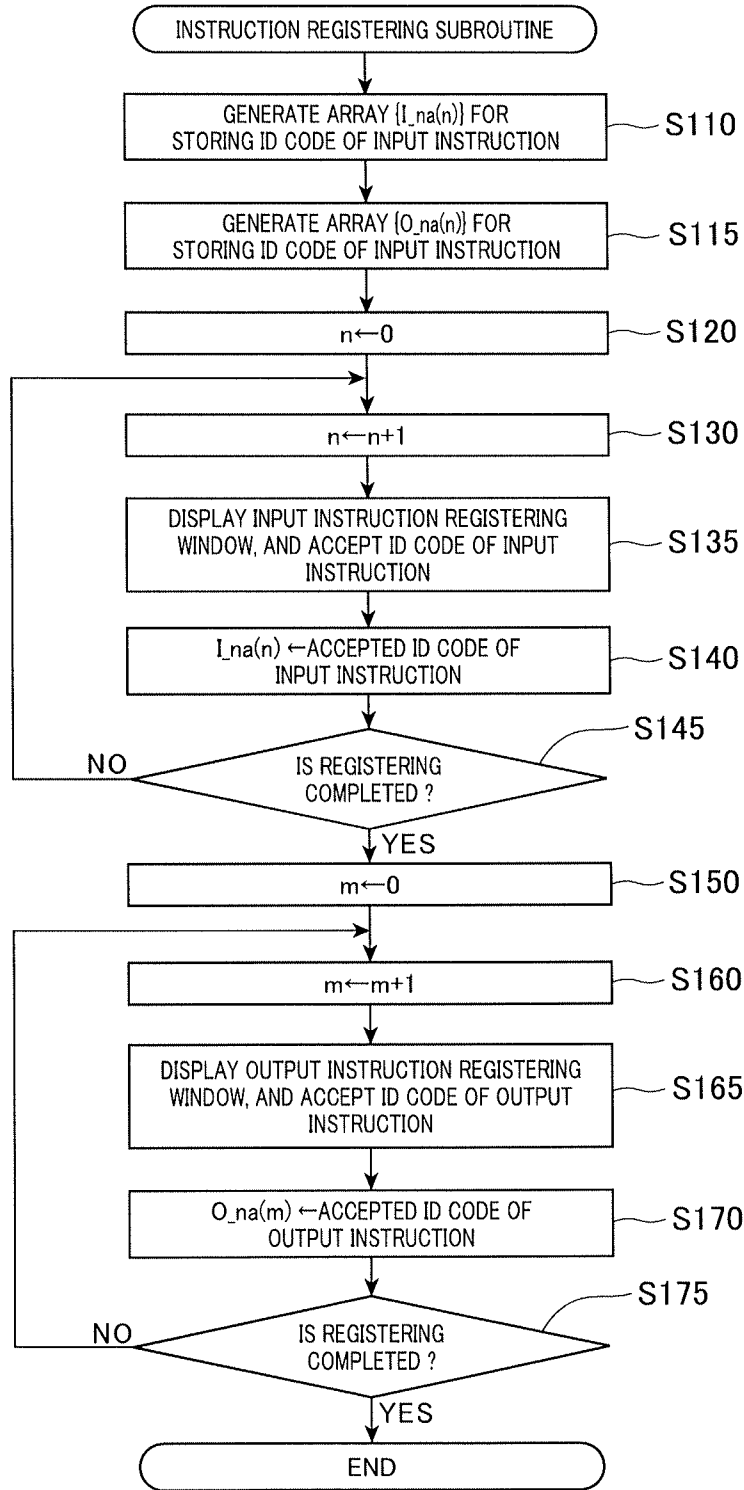 INSTRUCTION REGISTERING SUBROUTINE
GENERATE ARRAY {I_na(n)} FOR
STORING ID CODE OF INPUT INSTRUCTION
S110
GENERATE ARRAY {O_na(n)} FOR
STORING ID CODE OF INPUT INSTRUCTION
S115
n←0
S120
n←n+1
S130
DISPLAY INPUT INSTRUCTION REGISTERING
WINDOW, AND ACCEPT ID CODE OF INPUT
INSTRUCTION
S135
I_na(n) ←ACCEPTED ID CODE OF
INPUT INSTRUCTION
S140
S145
NO
IS REGISTERING
COMPLETED ?
YES
m←0
S150
m←m+1
S160
DISPLAY OUTPUT INSTRUCTION REGISTERING
WINDOW, AND ACCEPT ID CODE OF OUTPUT
INSTRUCTION
S165
O_na(m) ←ACCEPTED ID CODE OF
OUTPUT INSTRUCTION
S170
S175
NO
IS REGISTERING
COMPLETED ?
YES
END